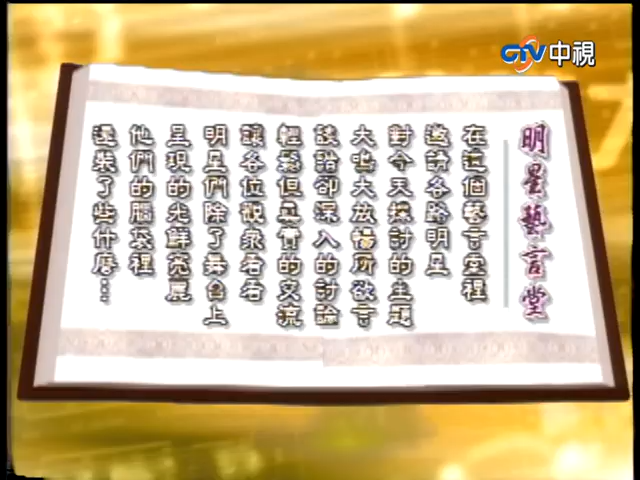 CTV中視
明星藝言堂
在這個藝言堂裡
邀請各路明星
對今天探討的主題
大鳴大放暢所欲言
談諧卻深入的討論
輕鬆但真實的交流
讓各位觀眾看看
明星們除了舞台上
呈現的光鮮亮麗
他們的腦袋裡
還裝了些什麼…